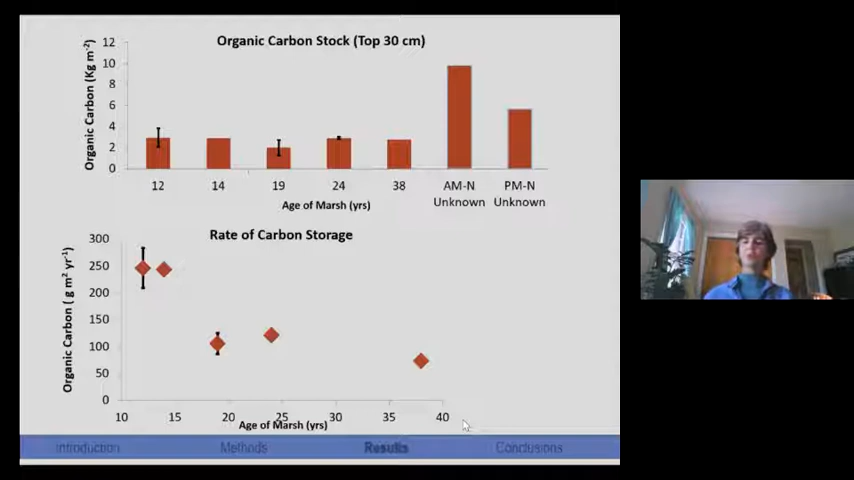 Organic Carbon Stock (Top 30 cm)
Organic Carbon (Kg m-2)
12
10
8
6
4
2
0
12 14 19 24 38 AM-N PM-N
Unknown Unknown
Age of Marsh (yrs)
Rate of Carbon Storage
Organic Carbon ( g m² yr-1)
300
250
200
150
100
50
0
10 15 20 25 30 35 40
Age of Marsh (yrs)
Introduction Methods Results Conclusions